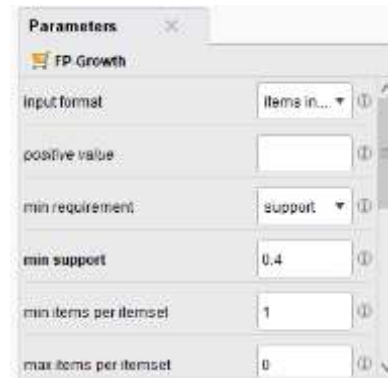 Parameters
FP-Growth
input format items in...
positive value
min requirement support
min support 0.4
min items per itemset 1
max items per itemset 0